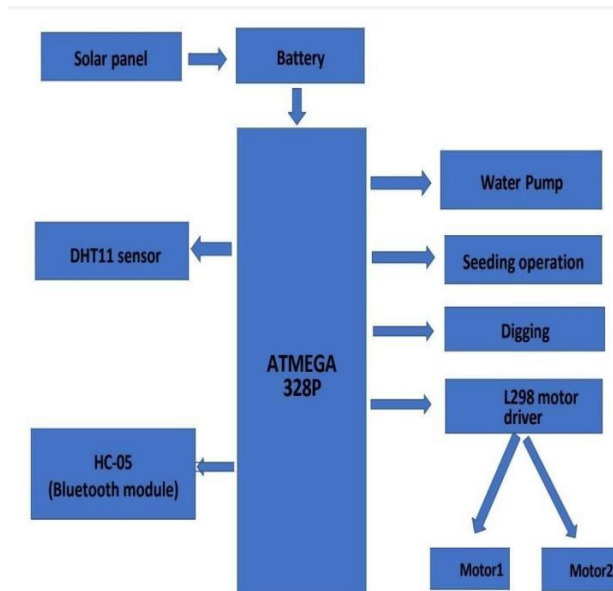 Solar panel
Battery
Water Pump
DHT11 sensor
Seeding operation
Digging
ATMEGA
328P
L298 motor
driver
HC-05
(Bluetooth module)
Motor1
Motor2